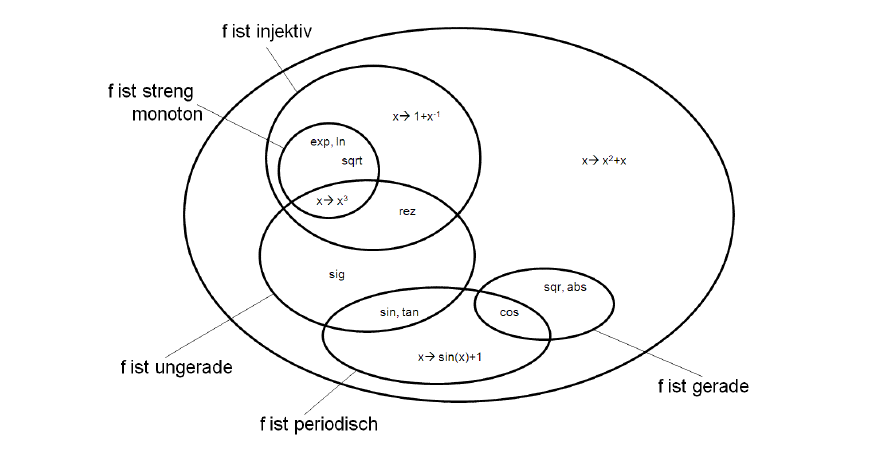 f ist injektiv
f ist streng
monoton
x→ 1+x⁻¹
exp, ln
sqrt
x→ x²+x
x→ x³
rez
sig
sqr, abs
sin, tan
cos
x→ sin(x)+1
f ist ungerade
f ist gerade
f ist periodisch